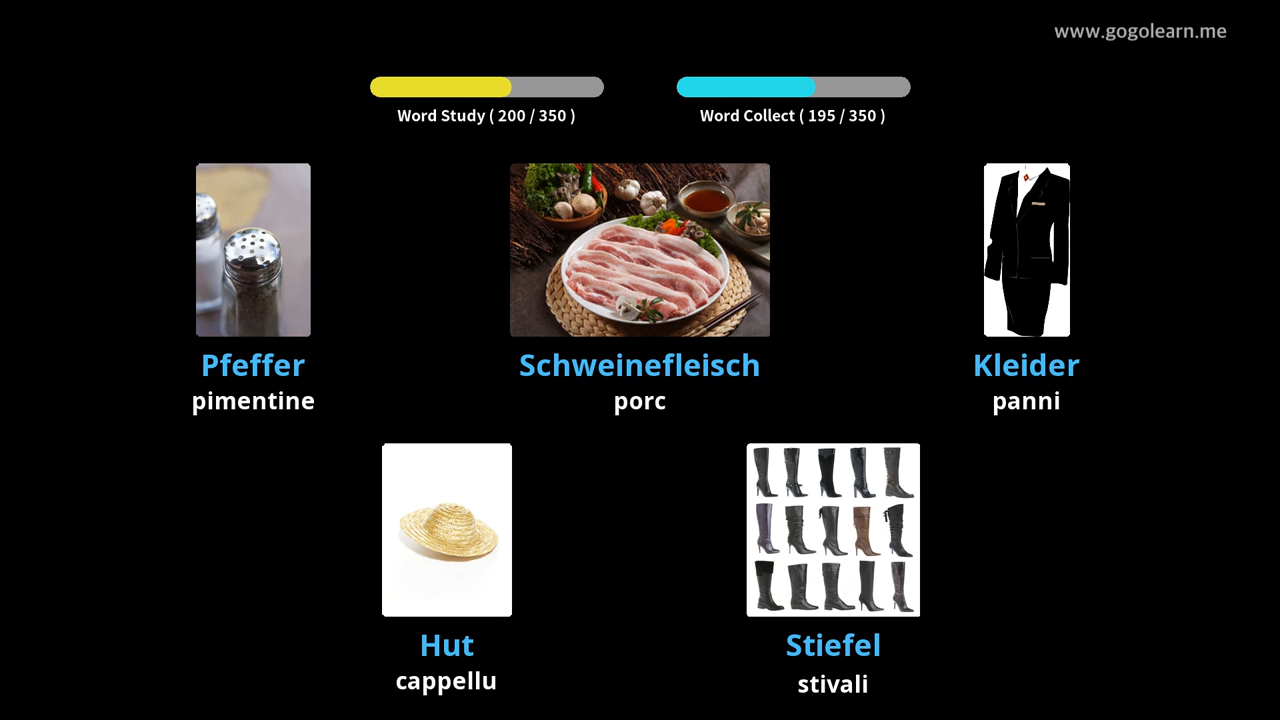 www.gogolearn.me
Word Study ( 200 / 350 )
Word Collect ( 195 / 350 )
Pfeffer
pimentine
Schweinefleisch
porc
Kleider
panni
Hut
cappellu
Stiefel
stivali